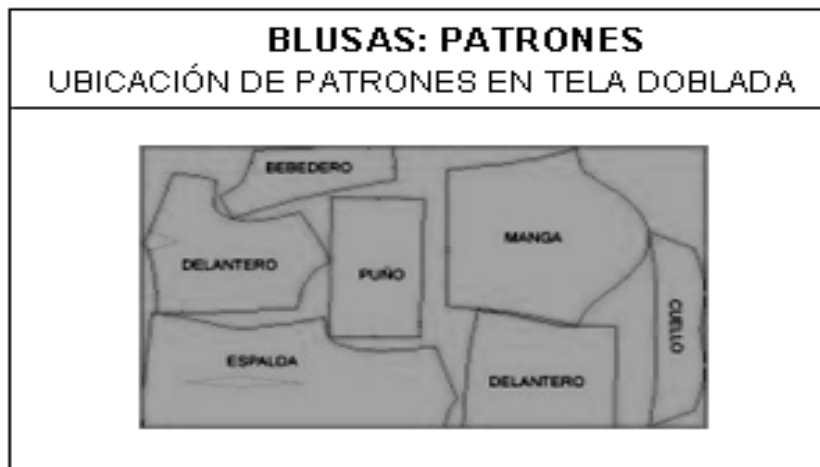 BLUSAS: PATRONES
UBICACIÓN DE PATRONES EN TELA DOBLADA
BEBEDERO
DELANTERO
PUÑO
MANGA
CUELLO
ESPALDA
DELANTERO